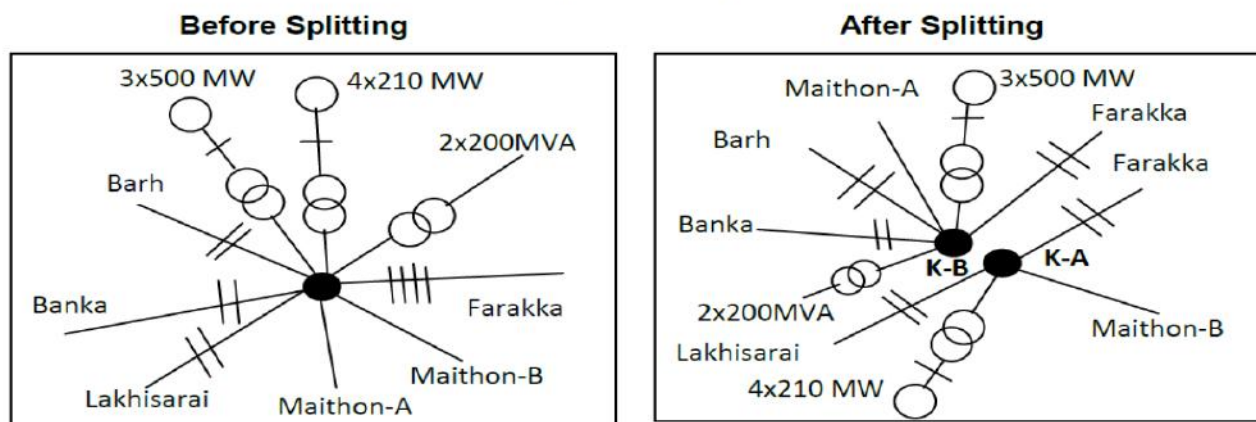 Before Splitting
3x500 MW
4x210 MW
2x200MVA
Barh
Banka
Farakka
Lakhisarai
Maithon-A
Maithon-B
After Splitting
Maithon-A
3x500 MW
Farakka
Barh
Farakka
Banka
K-B
K-A
2x200MVA
Lakhisarai
Maithon-B
4x210 MW